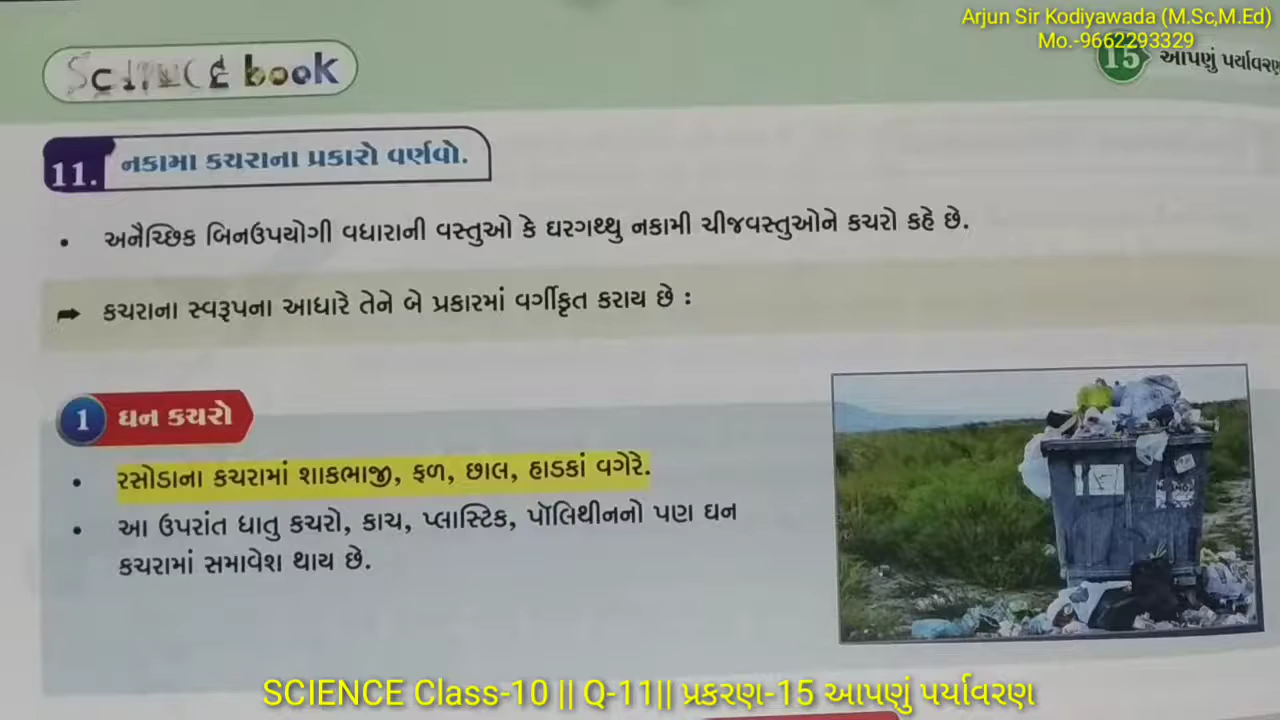 Arjun Sir Kodiyawada (M.Sc,M.Ed)
Mo.-9662293329
SCIENCE book
15 આપણું પર્યાવરણ
11. નકામા કચરાના પ્રકારો વર્ણવો.
• અનૈચ્છિક બિનઉપયોગી વધારાની વસ્તુઓ કે ઘરગથ્થુ નકામી ચીજવસ્તુઓને કચરો કહે છે.
કચરાના સ્વરૂપના આધારે તેને બે પ્રકારમાં વર્ગીકૃત કરાય છે :
1 ઘન કચરો
• રસોડાના કચરામાં શાકભાજી, ફળ, છાલ, હાડકાં વગેરે.
• આ ઉપરાંત ધાતુ કચરો, કાચ, પ્લાસ્ટિક, પૉલિથીનનો પણ ઘન
કચરામાં સમાવેશ થાય છે.
SCIENCE Class-10 || Q-11|| પ્રકરણ-15 આપણું પર્યાવરણ